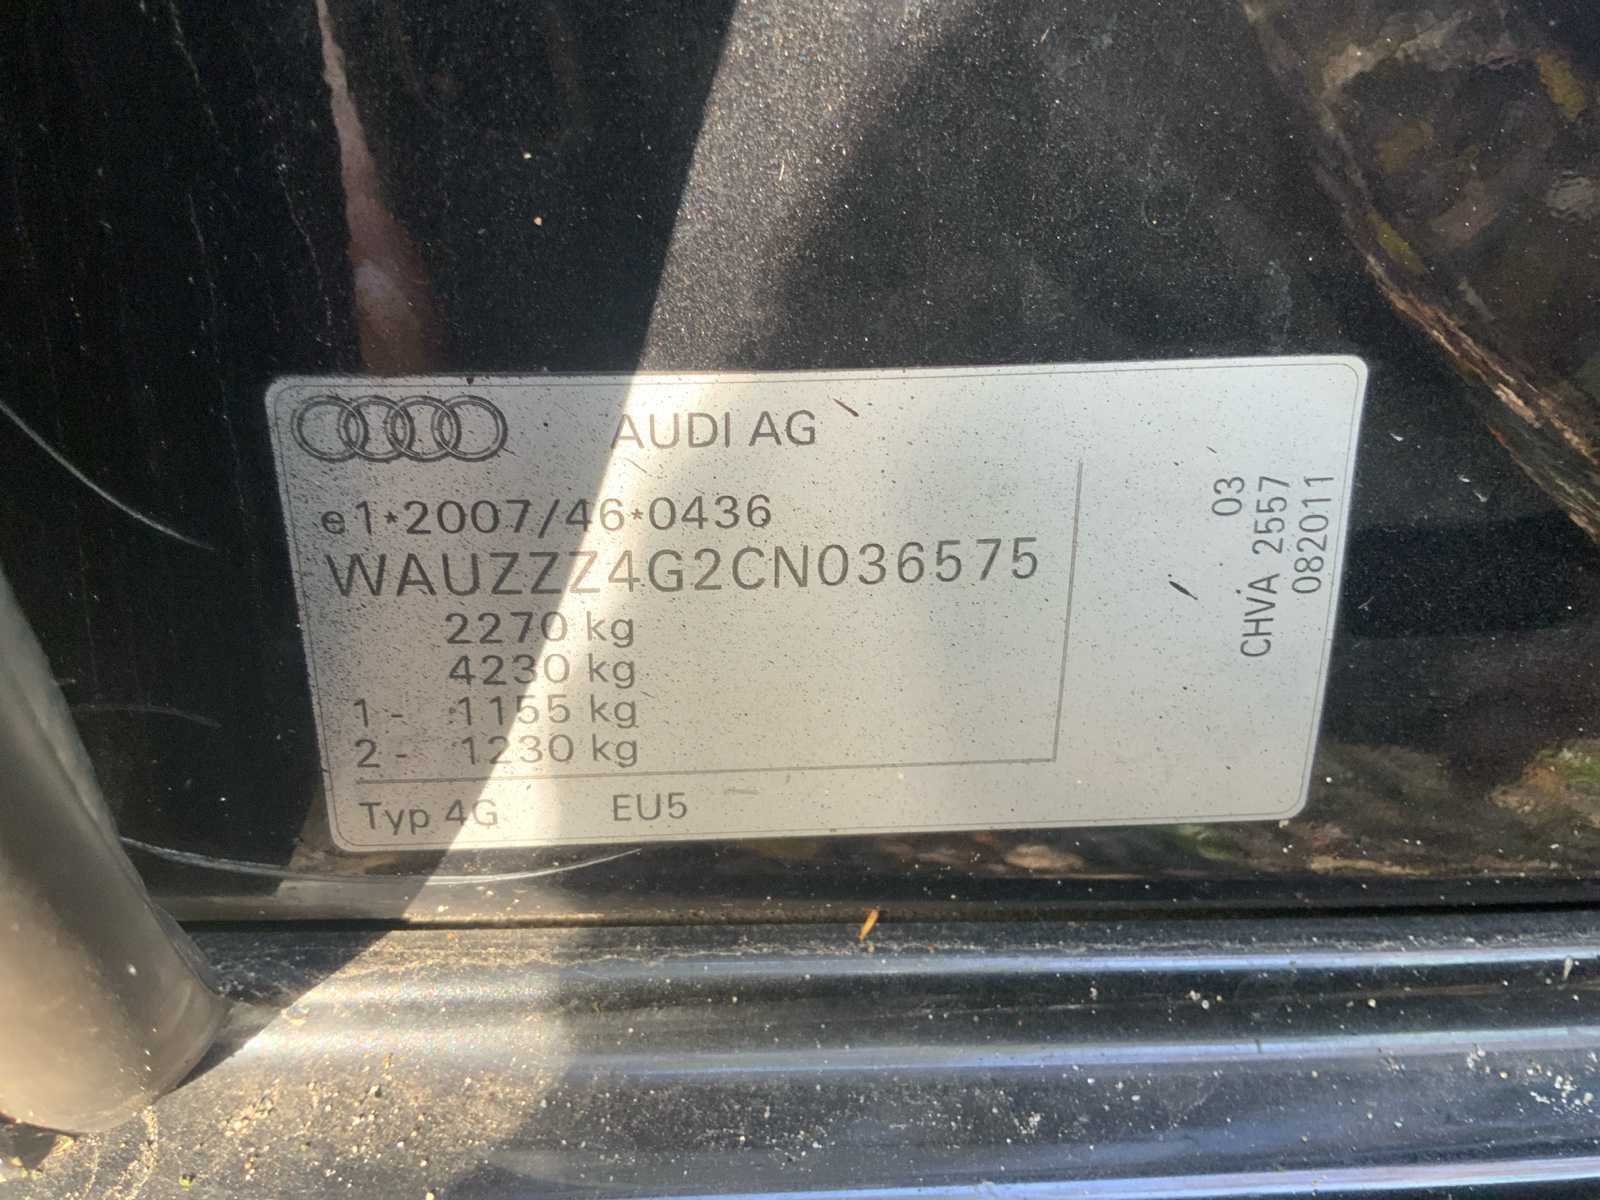 AUDI AG
e1*2007/46*0436
WAUZZZ4G2CN036575
2270 kg
4230 kg
1- 1155 kg
2- 1230 kg
Typ 4G EU5
03
CHVA 2557
082011